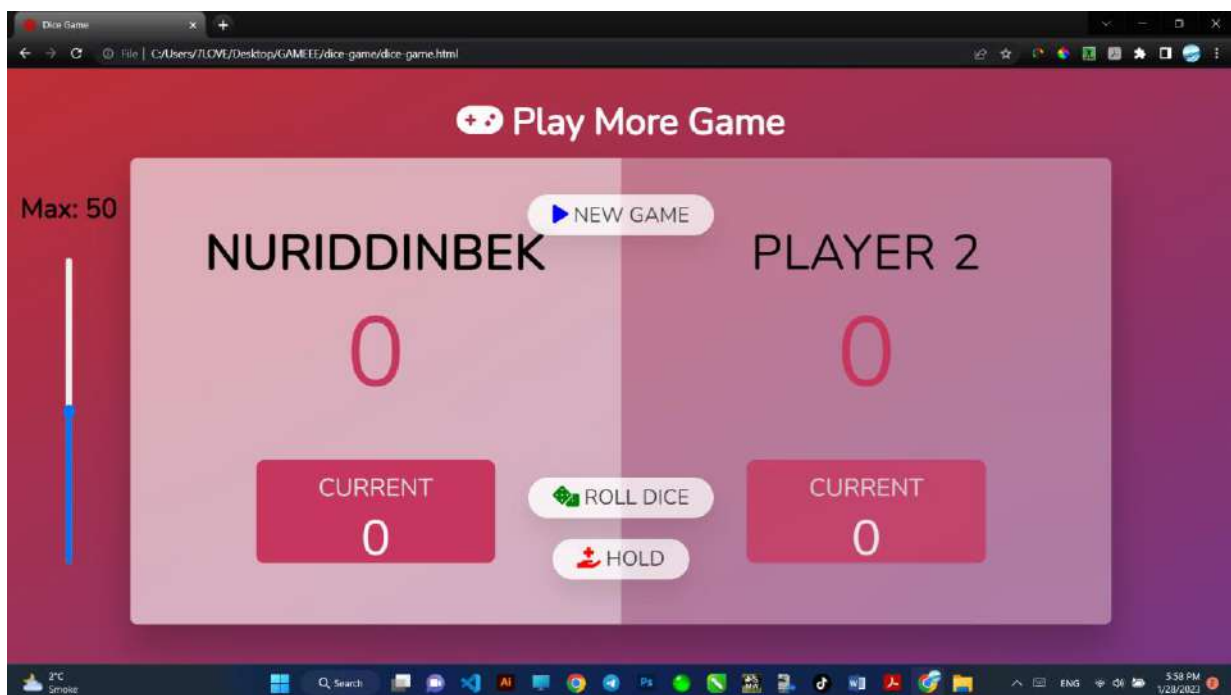 Dice Game
File | C:/Users/7LOVE/Desktop/GAMEEE/dice-game/dice-game.html
Play More Game
Max: 50
NEW GAME
NURIDDINBEK
PLAYER 2
0
0
CURRENT
0
ROLL DICE
HOLD
CURRENT
0
2°C
Smoke
Search
Ai
Ps
ENG
5:58 PM
1/28/2023